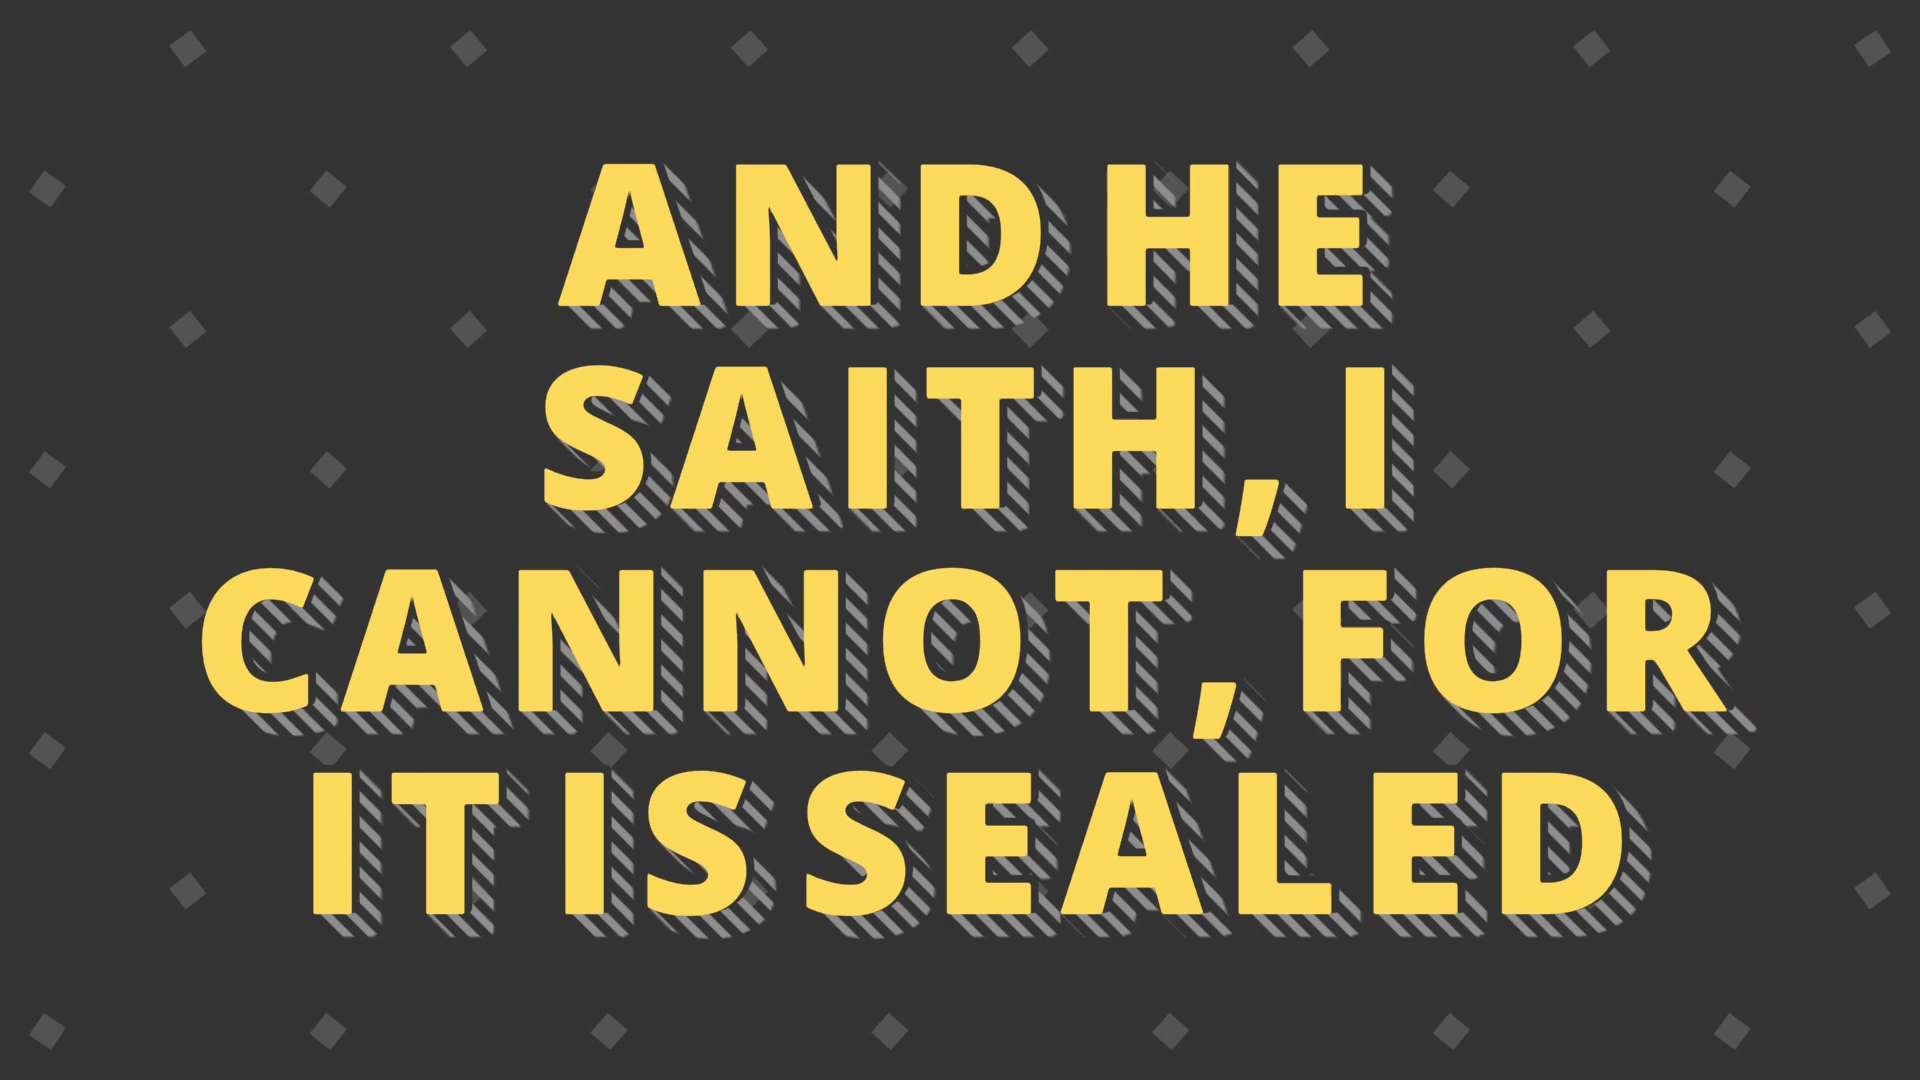 AND HE
SAITH, I
CANNOT, FOR
IT IS SEALED